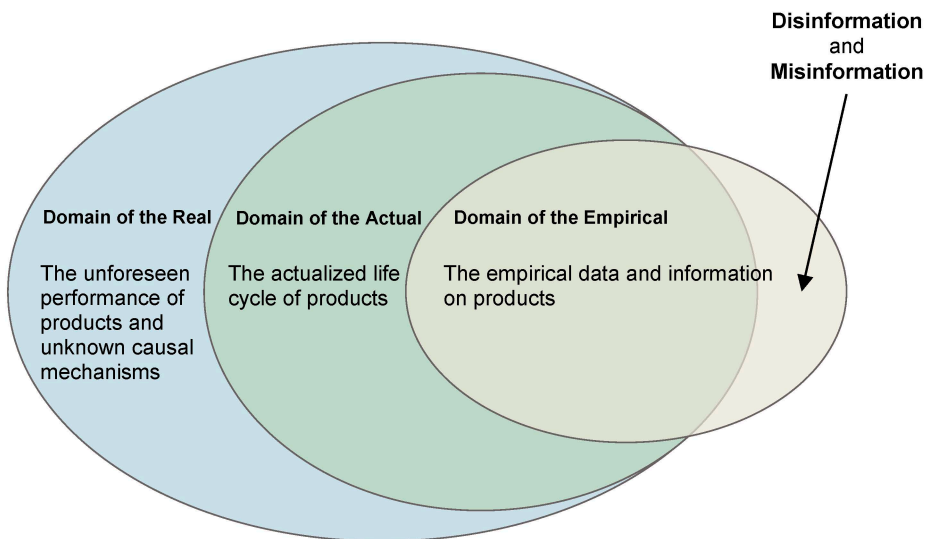 Disinformation
and
Misinformation
Domain of the Real
The unforeseen
performance of
products and
unknown causal
mechanisms
Domain of the Actual
The actualized life
cycle of products
Domain of the Empirical
The empirical data and information
on products